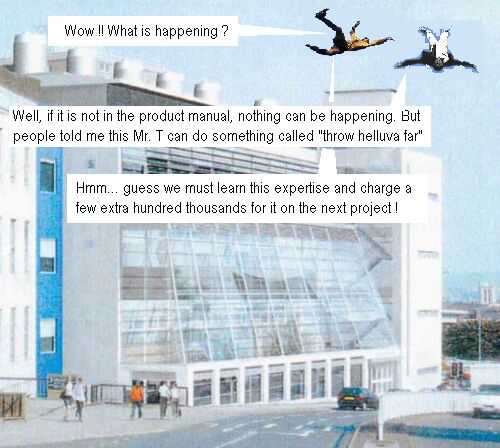 Wow !! What is happening ?
Well, if it is not in the product manual, nothing can be happening. But
people told me this Mr. T can do something called "throw helluva far"
Hmm... guess we must learn this expertise and charge a
few extra hundred thousands for it on the next project !